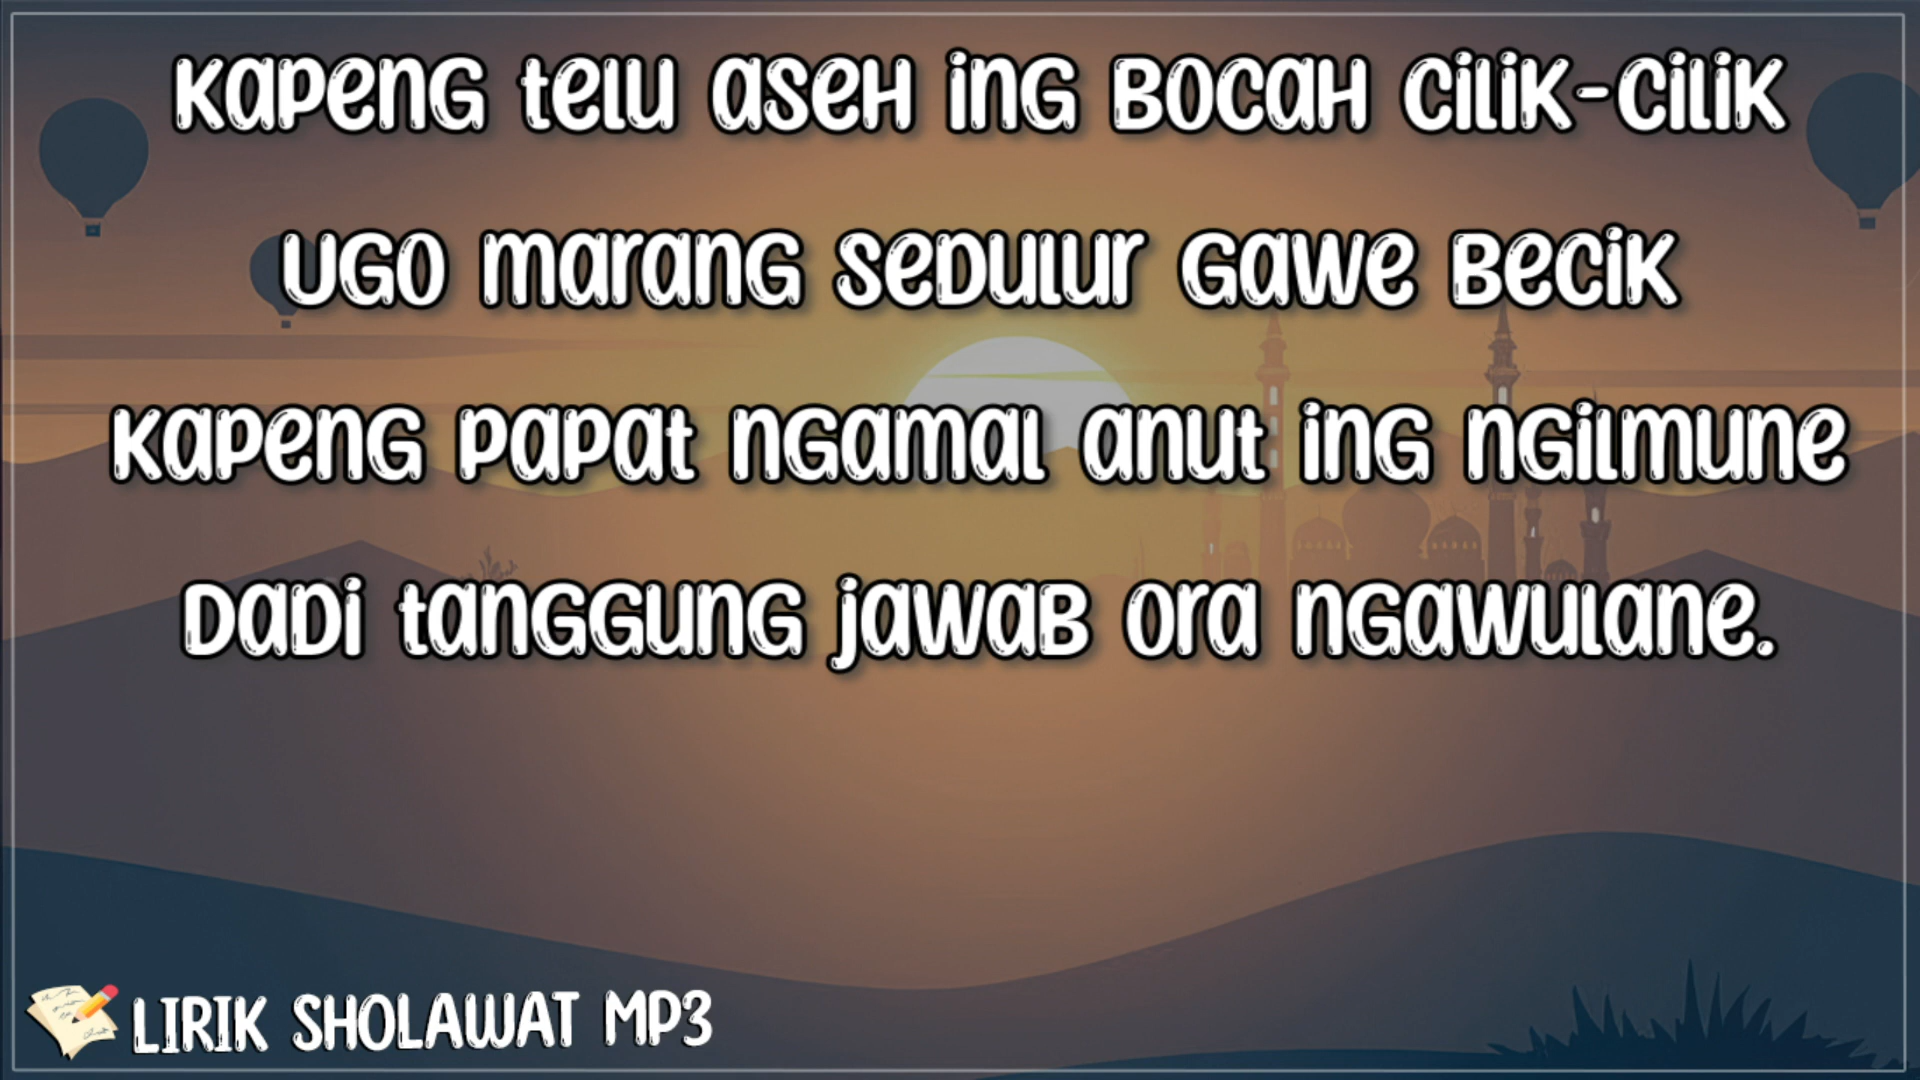 Kapeng telu aseh ing bocah cilik-cilik
Ugo marang sedulur gawe becik
Kapeng papat ngamal anut ing ngilmune
Dadi tanggung jawab ora ngawulane.
LIRIK SHOLAWAT MP3